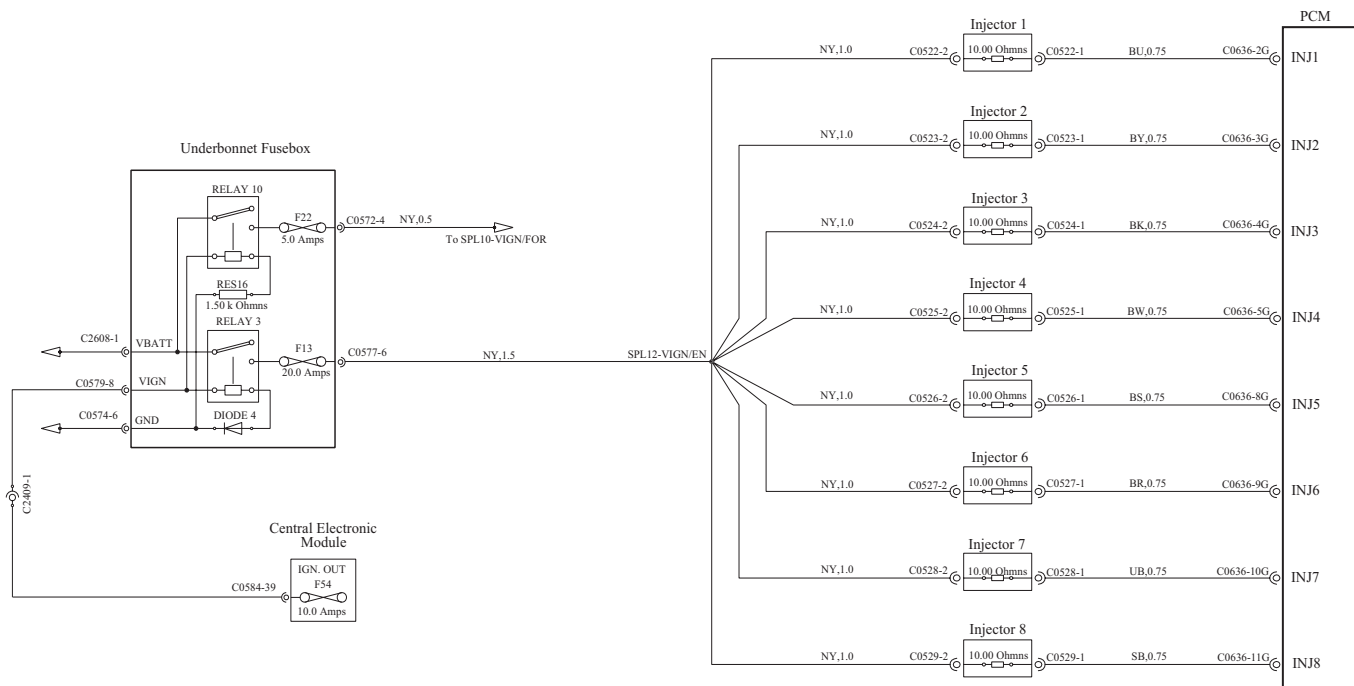 PCM
Injector 1
NY,1.0
C0522-2
10.00 Ohmns
C0522-1
BU,0.75
C0636-2G
INJ1
Injector 2
NY,1.0
C0523-2
10.00 Ohmns
C0523-1
BY,0.75
C0636-3G
INJ2
Injector 3
NY,1.0
C0524-2
10.00 Ohmns
C0524-1
BK,0.75
C0636-4G
INJ3
Injector 4
NY,1.0
C0525-2
10.00 Ohmns
C0525-1
BW,0.75
C0636-5G
INJ4
Injector 5
NY,1.0
C0526-2
10.00 Ohmns
C0526-1
BS,0.75
C0636-8G
INJ5
Injector 6
NY,1.0
C0527-2
10.00 Ohmns
C0527-1
BR,0.75
C0636-9G
INJ6
Injector 7
NY,1.0
C0528-2
10.00 Ohmns
C0528-1
UB,0.75
C0636-10G
INJ7
Injector 8
NY,1.0
C0529-2
10.00 Ohmns
C0529-1
SB,0.75
C0636-11G
INJ8
Underbonnet Fusebox
RELAY 10
F22
5.0 Amps
C0572-4
NY,0.5
To SPL10-VIGN/FOR
RES16
1.50 k Ohmns
RELAY 3
C2608-1
VBATT
F13
20.0 Amps
C0577-6
NY,1.5
SPL12-VIGN/EN
C0579-8
VIGN
C0574-6
GND
DIODE 4
C2409-1
Central Electronic
Module
IGN. OUT
F54
10.0 Amps
C0584-39